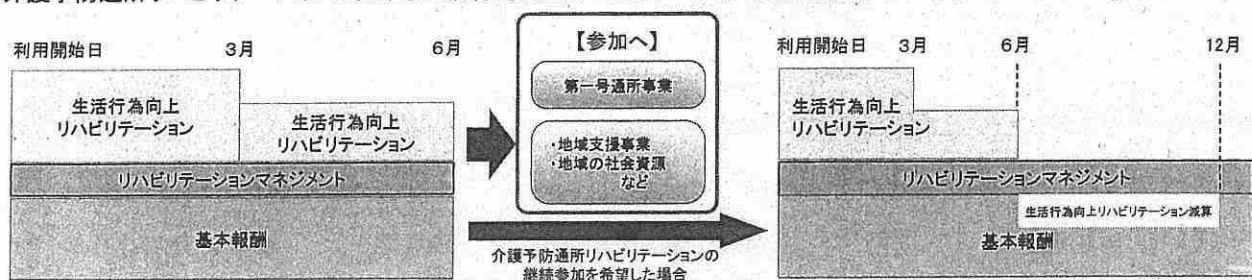 利用開始日 3月 6月
生活行為向上
リハビリテーション
生活行為向上
リハビリテーション
リハビリテーションマネジメント
基本報酬
【参加へ】
第一号通所事業
・地域支援事業
・地域の社会資源
など
介護予防通所リハビリテーションの
継続参加を希望した場合
利用開始日 3月 6月 12月
生活行為向上
リハビリテーション
リハビリテーションマネジメント
生活行為向上リハビリテーション減算
基本報酬